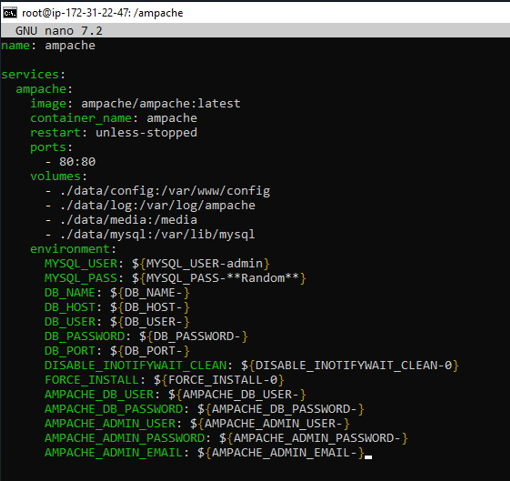 root@ip-172-31-22-47: /ampache
GNU nano 7.2
name: ampache
services:
  ampache:
    image: ampache/ampache:latest
    container_name: ampache
    restart: unless-stopped
    ports:
      - 80:80
    volumes:
      - ./data/config:/var/www/config
      - ./data/log:/var/log/ampache
      - ./data/media:/media
      - ./data/mysql:/var/lib/mysql
    environment:
      MYSQL_USER: ${MYSQL_USER-admin}
      MYSQL_PASS: ${MYSQL_PASS-**Random**}
      DB_NAME: ${DB_NAME-}
      DB_HOST: ${DB_HOST-}
      DB_USER: ${DB_USER-}
      DB_PASSWORD: ${DB_PASSWORD-}
      DB_PORT: ${DB_PORT-}
      DISABLE_INOTIFYWAIT_CLEAN: ${DISABLE_INOTIFYWAIT_CLEAN-0}
      FORCE_INSTALL: ${FORCE_INSTALL-0}
      AMPACHE_DB_USER: ${AMPACHE_DB_USER-}
      AMPACHE_DB_PASSWORD: ${AMPACHE_DB_PASSWORD-}
      AMPACHE_ADMIN_USER: ${AMPACHE_ADMIN_USER-}
      AMPACHE_ADMIN_PASSWORD: ${AMPACHE_ADMIN_PASSWORD-}
      AMPACHE_ADMIN_EMAIL: ${AMPACHE_ADMIN_EMAIL-}